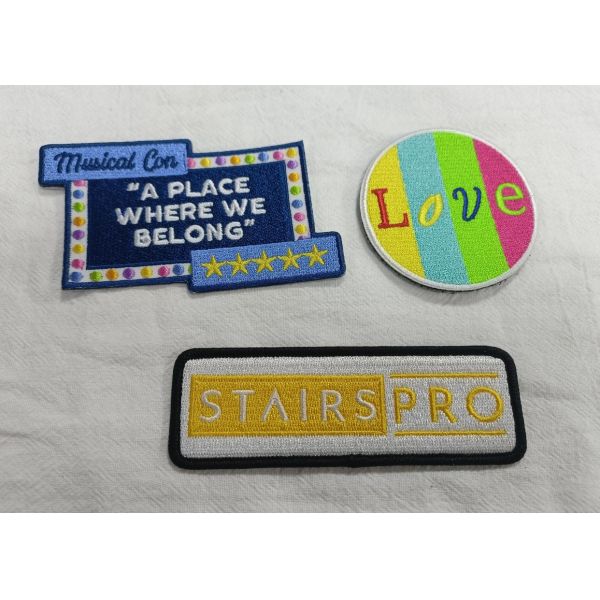 Musical Con
"A PLACE
WHERE WE
BELONG"
Love
STAIRSPRO